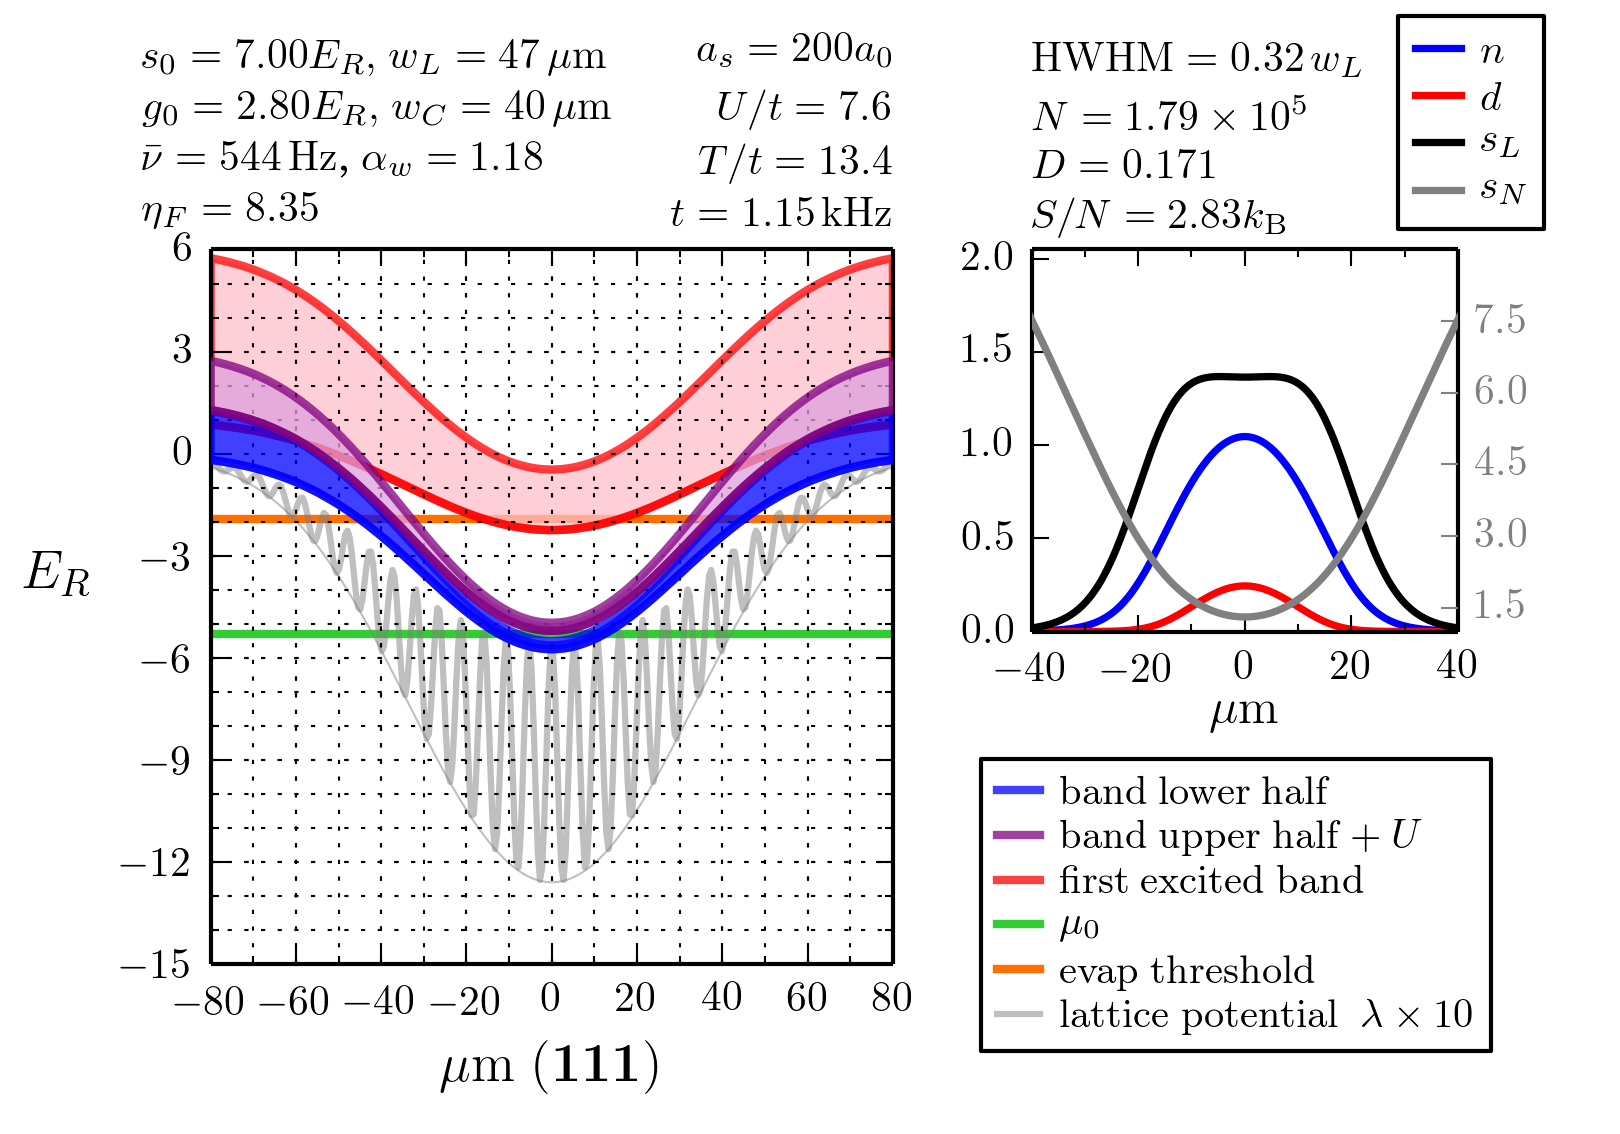 s₀ = 7.00E_R, w_L = 47 μm
g₀ = 2.80E_R, w_C = 40 μm
ν̄ = 544 Hz, α_w = 1.18
η_F = 8.35
a_s = 200a₀
U/t = 7.6
T/t = 13.4
t = 1.15 kHz
HWHM = 0.32 w_L
N = 1.79 × 10⁵
D = 0.171
S/N = 2.83k_B
n
d
s_L
s_N
6
3
0
−3
−6
−9
−12
−15
E_R
−80 −60 −40 −20 0 20 40 60 80
μm (111)
2.0
1.5
1.0
0.5
0.0
7.5
6.0
4.5
3.0
1.5
−40 −20 0 20 40
μm
band lower half
band upper half + U
first excited band
μ₀
evap threshold
lattice potential λ × 10